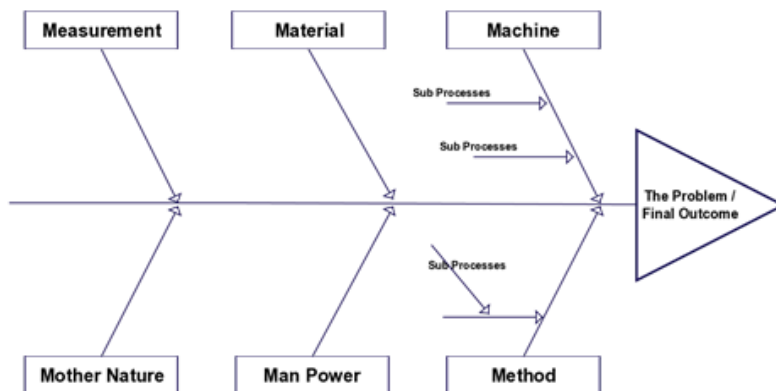 Measurement
Material
Machine
Sub Processes
Sub Processes
The Problem /
Final Outcome
Sub Processes
Mother Nature
Man Power
Method